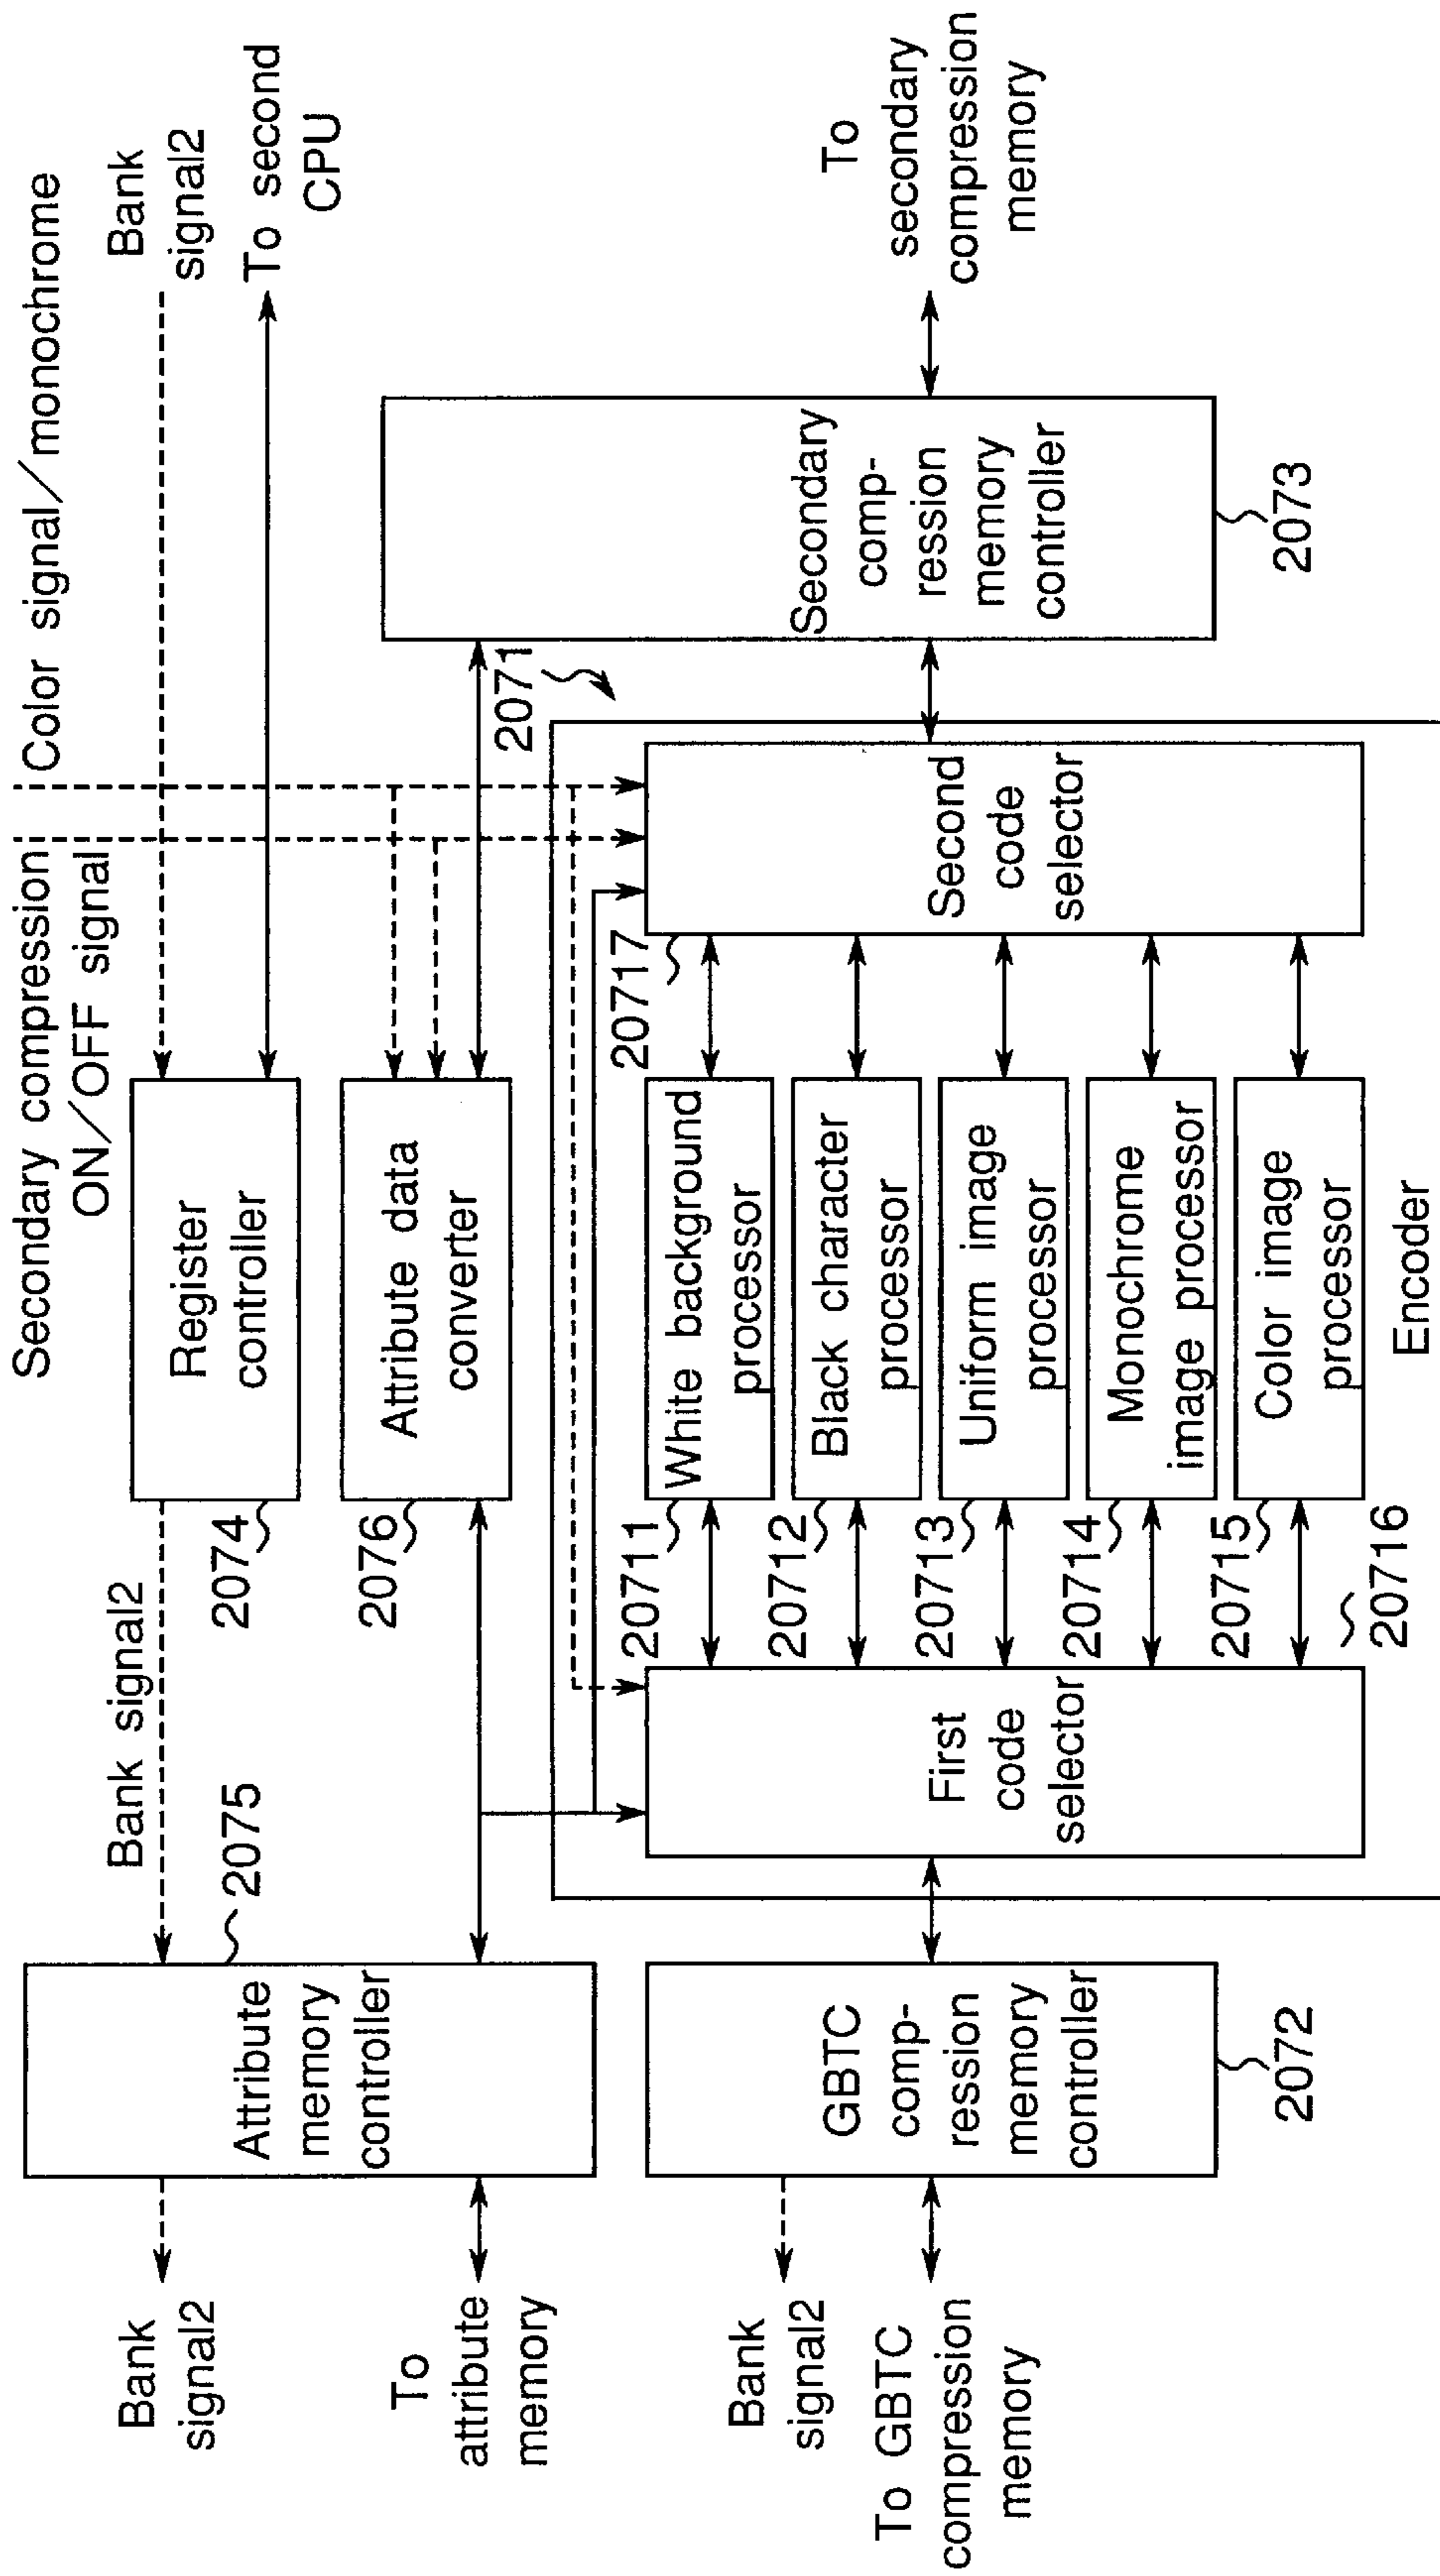 Secondary compression
ON/OFF signal
Color signal/monochrome
Bank
signal2
Bank signal2
Bank
signal2
To second
CPU
2075
Attribute
memory
controller
2074
Register
controller
2076
Attribute data
converter
To
attribute
memory
2071
Bank
signal2
To GBTC
compression
memory
GBTC
comp-
ression
memory
controller
2072
First
code
selector
20716
20711
White background
processor
20712
Black character
processor
20713
Uniform image
processor
20714
Monochrome
image processor
20715
Color image
processor
Encoder
20717
Second
code
selector
Secondary
comp-
ression
memory
controller
2073
To
secondary
compression
memory